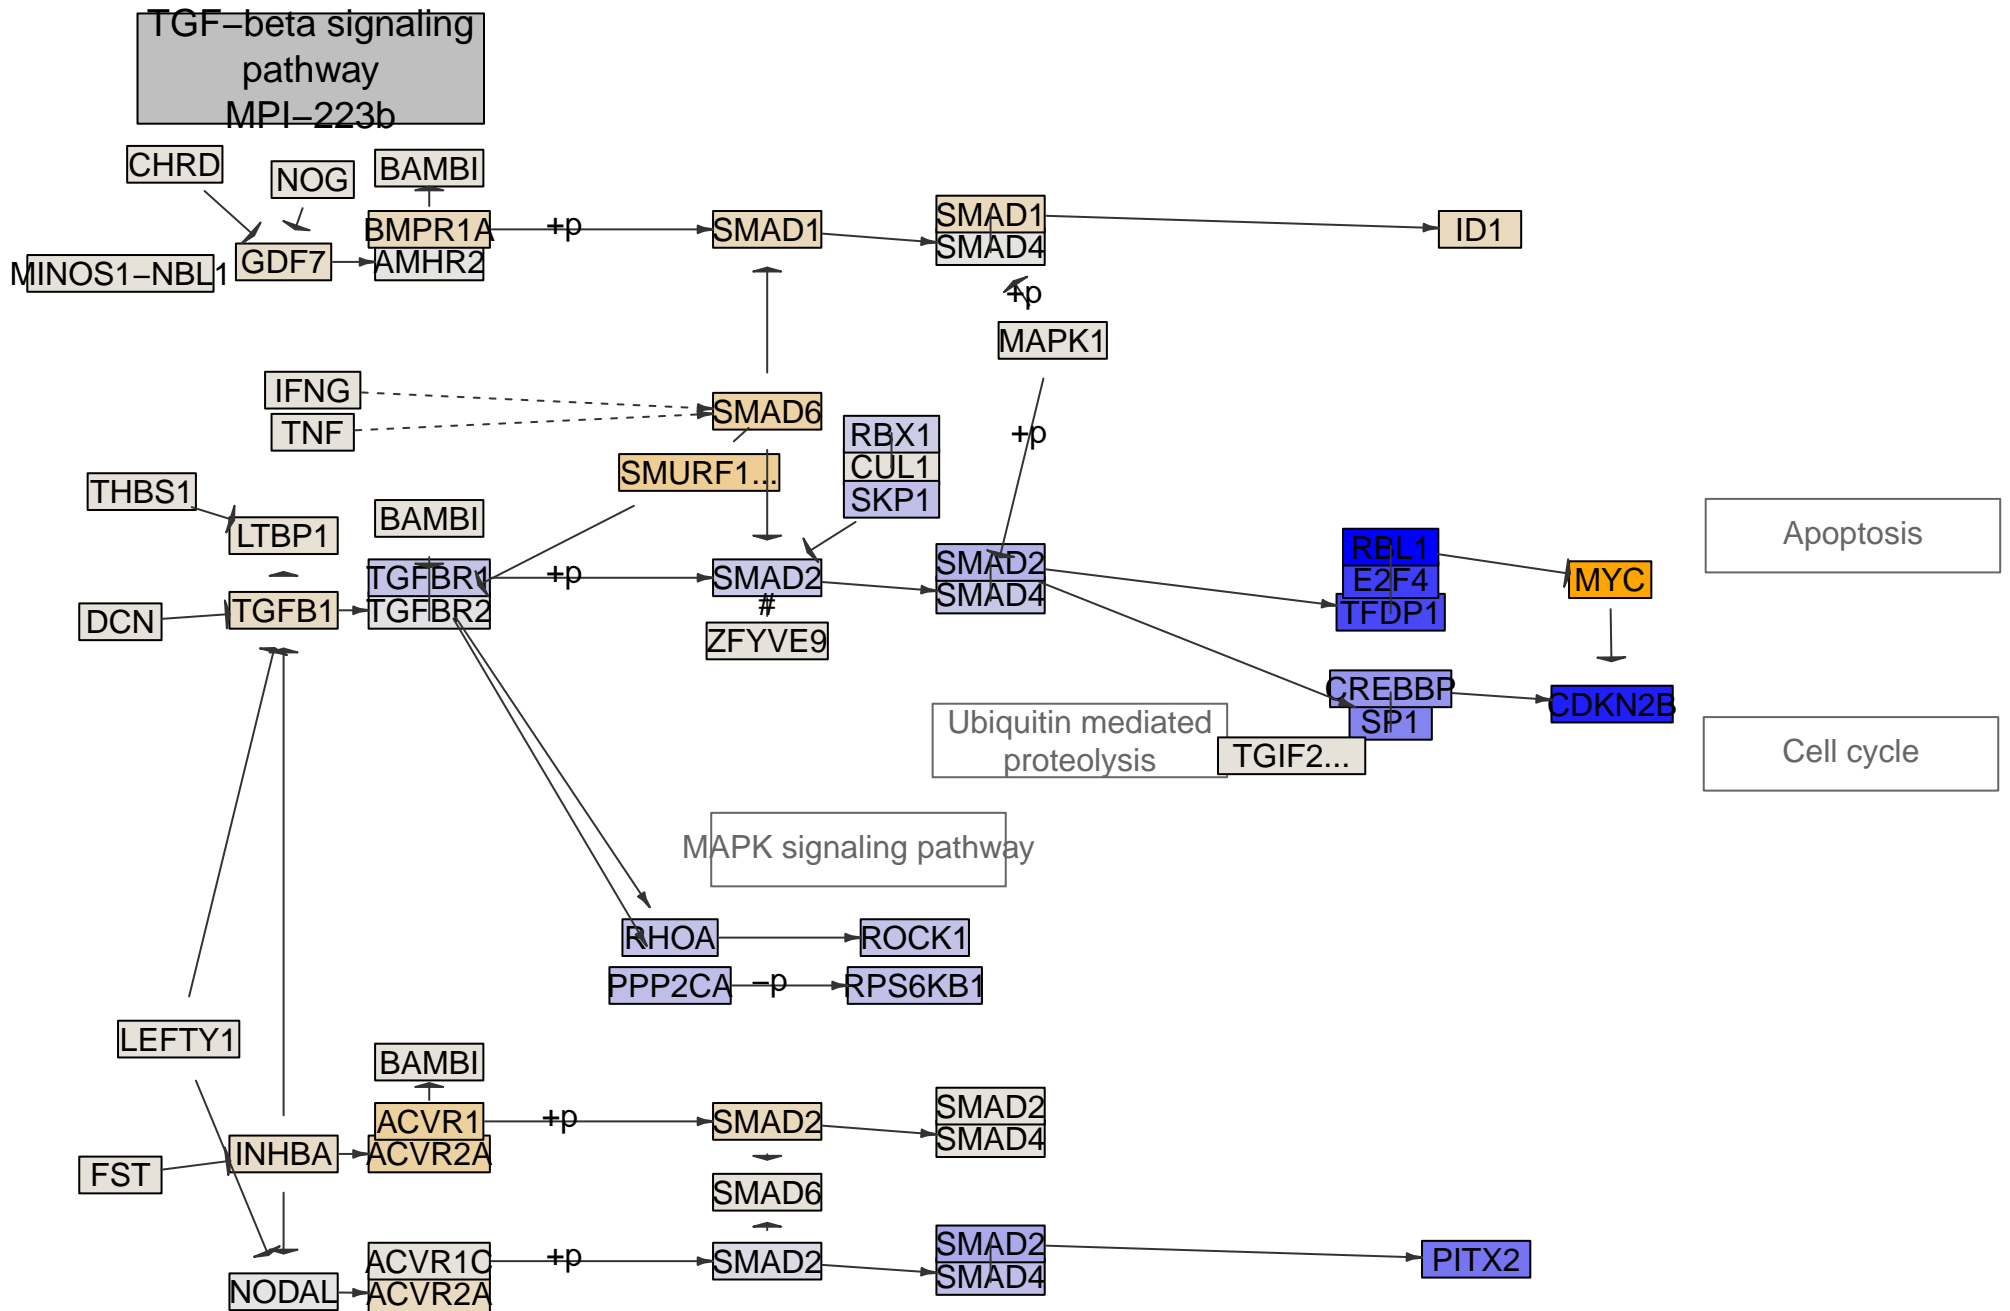 TGF−beta signaling
pathway
MPI−223b
CHRD
NOG
BAMBI
BMPR1A
AMHR2
GDF7
MINOS1−NBL1
+p
SMAD1
SMAD1
SMAD4
ID1
+p
MAPK1
IFNG
TNF
SMAD6
SMURF1...
RBX1
CUL1
SKP1
+p
THBS1
LTBP1
BAMBI
DCN
TGFB1
TGFBR1
TGFBR2
+p
SMAD2
#
ZFYVE9
SMAD2
SMAD4
RBL1
E2F4
TFDP1
MYC
Apoptosis
CREBBP
SP1
TGIF2...
CDKN2B
Cell cycle
Ubiquitin mediated
proteolysis
MAPK signaling pathway
RHOA
ROCK1
PPP2CA
−p
RPS6KB1
LEFTY1
BAMBI
ACVR1
ACVR2A
+p
SMAD2
SMAD2
SMAD4
FST
INHBA
SMAD6
NODAL
ACVR1C
ACVR2A
+p
SMAD2
SMAD2
SMAD4
PITX2